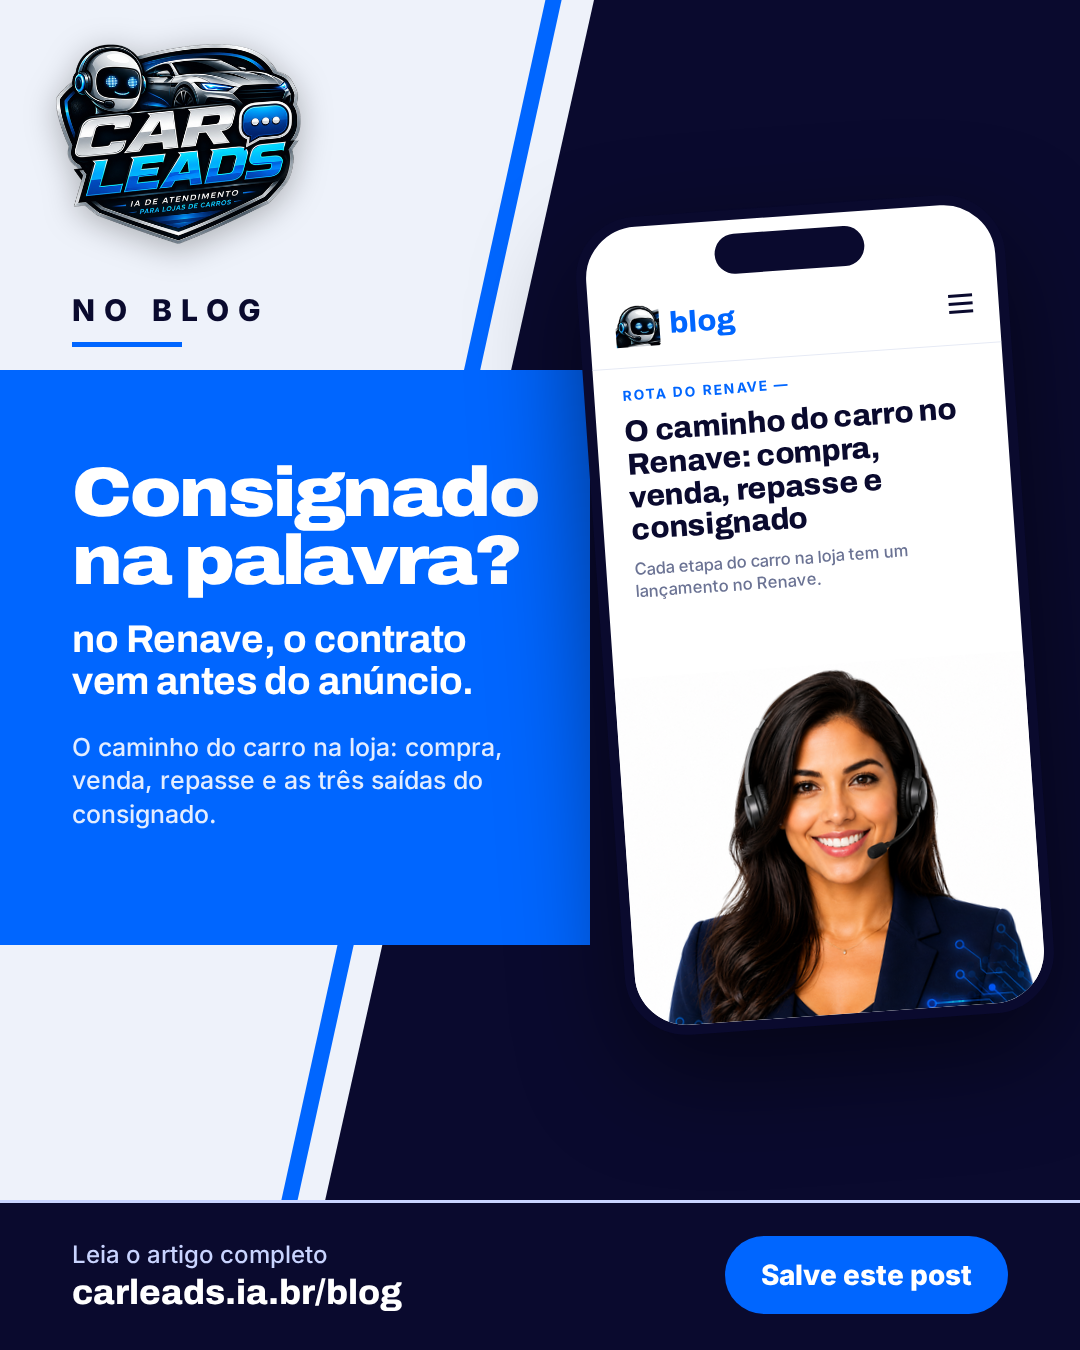 CAR
LEADS
IA DE ATENDIMENTO
PARA LOJAS DE CARROS
NO BLOG
Consignado
na palavra?
no Renave, o contrato
vem antes do anúncio.
O caminho do carro na loja: compra,
venda, repasse e as três saídas do
consignado.
blog
ROTA DO RENAVE —
O caminho do carro no
Renave: compra,
venda, repasse e
consignado
Cada etapa do carro na loja tem um
lançamento no Renave.
Leia o artigo completo
carleads.ia.br/blog
Salve este post